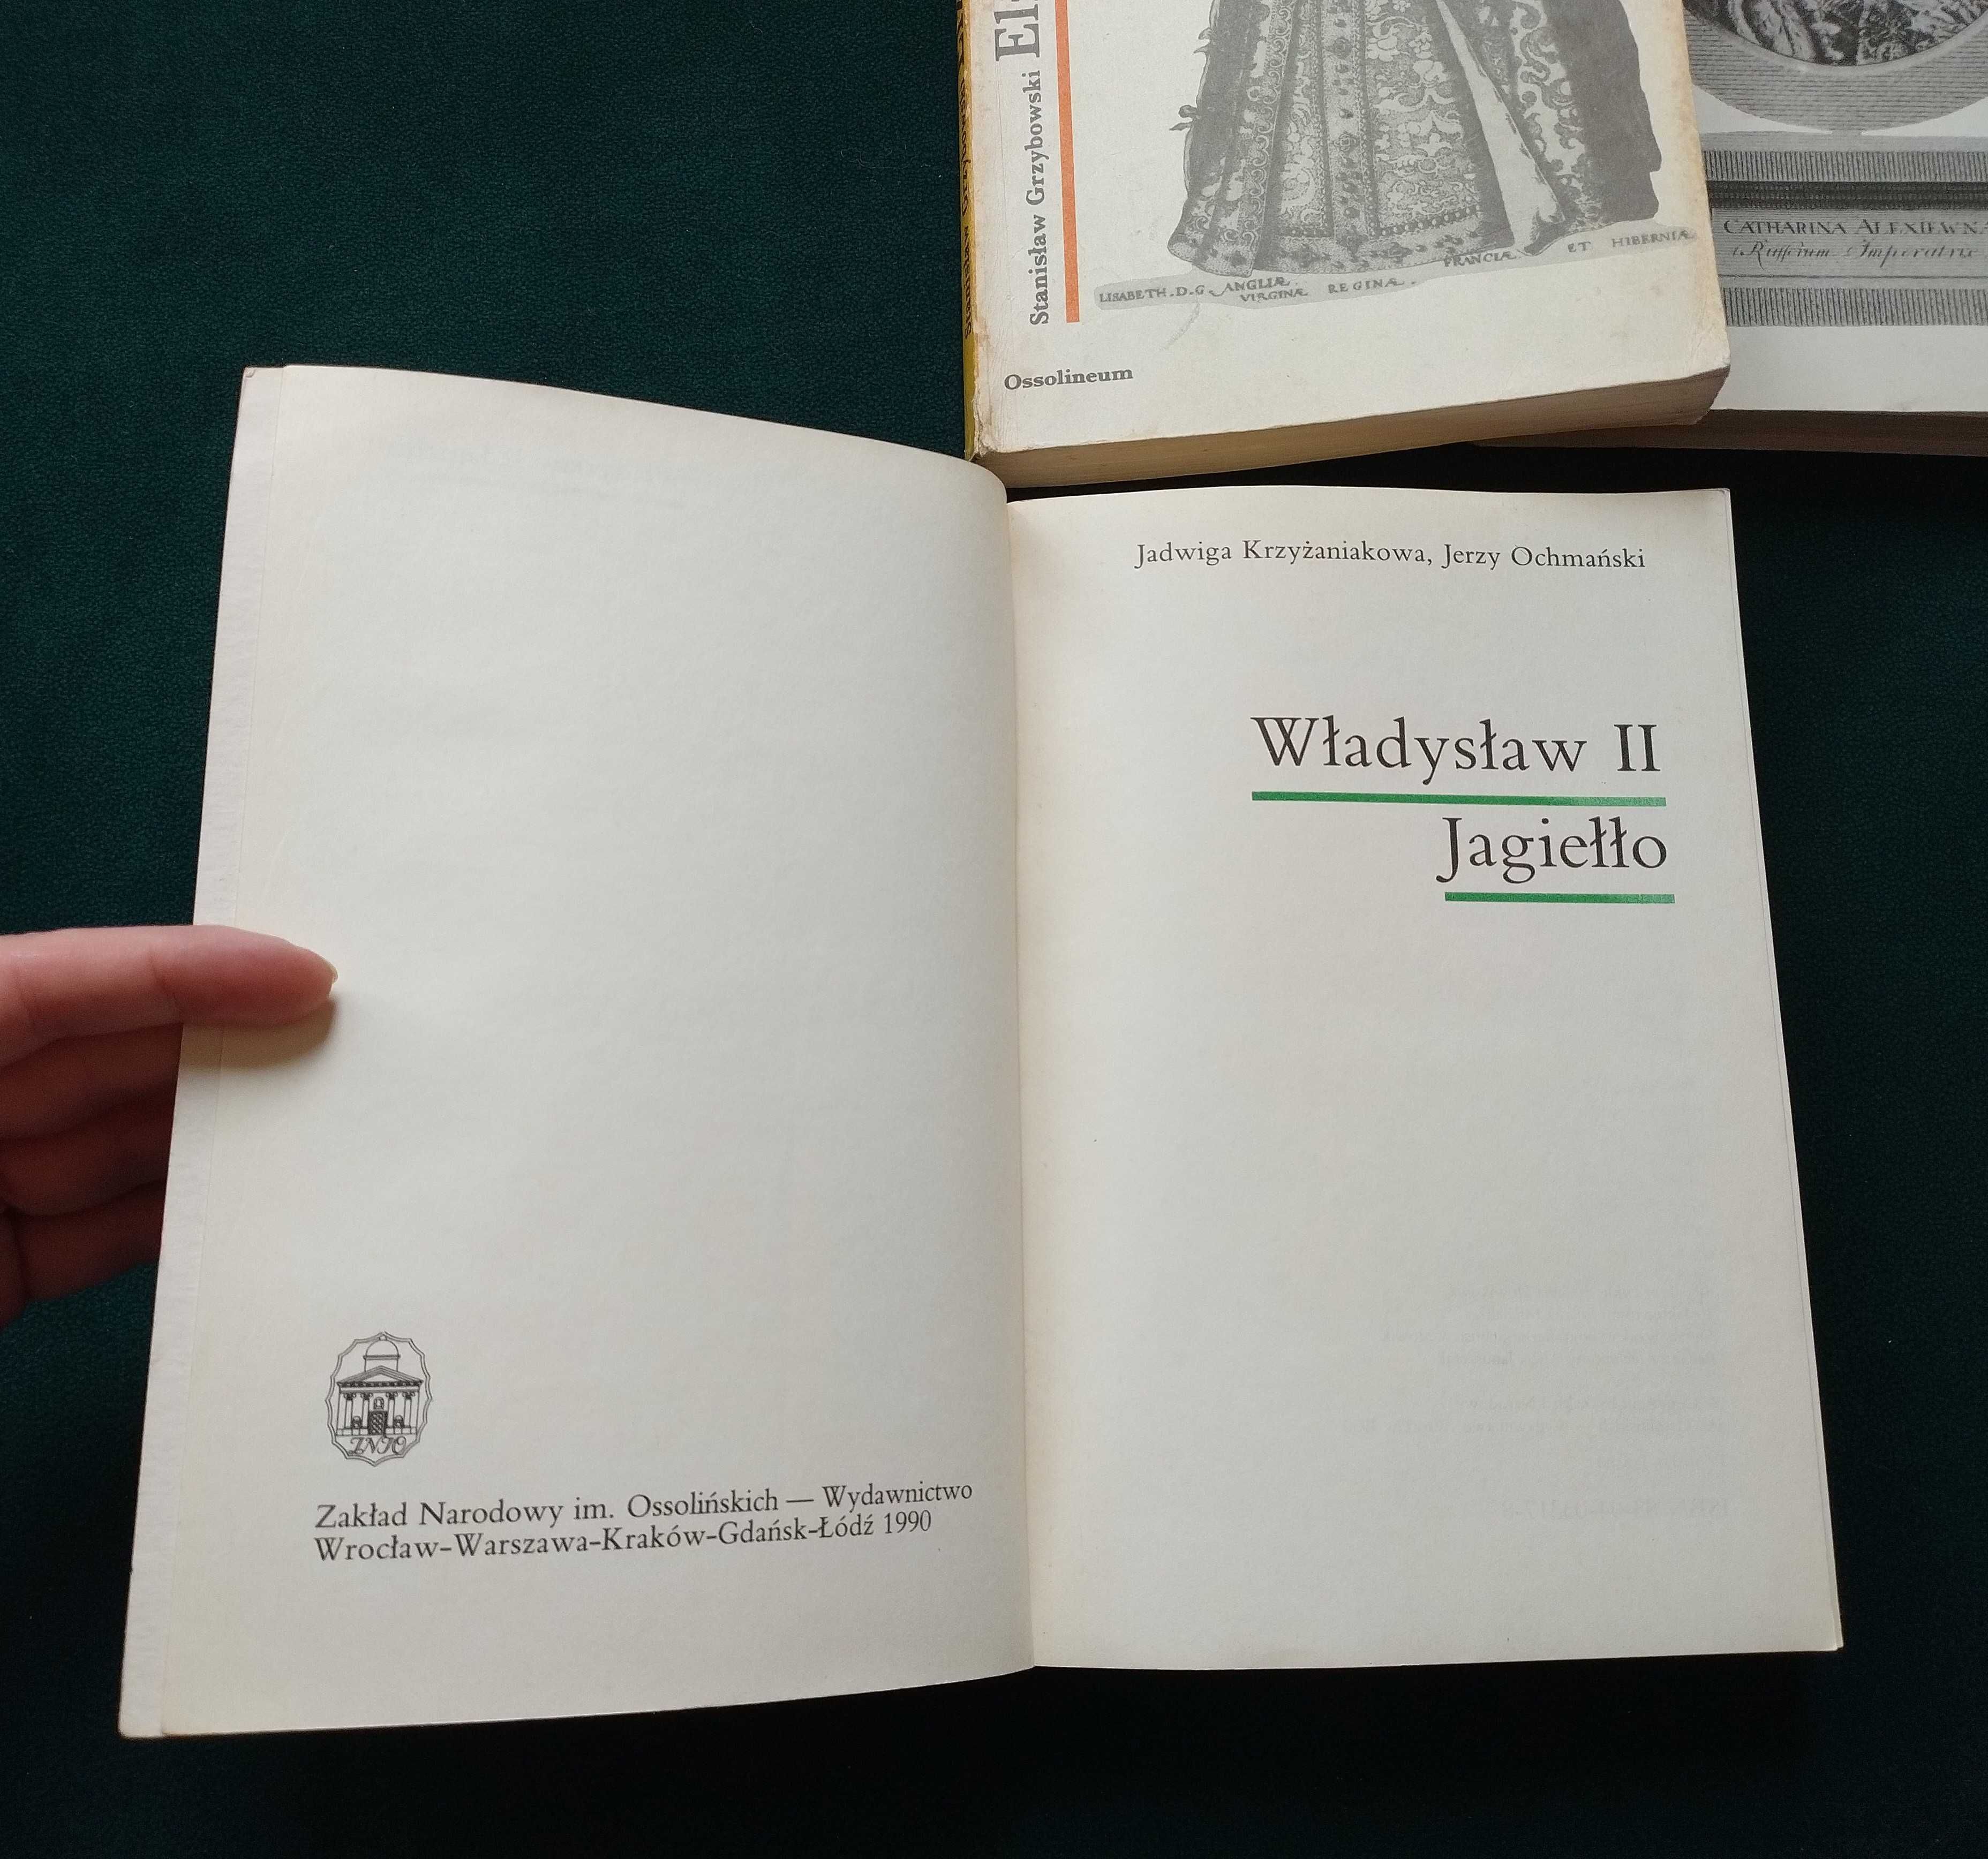 Stanisław Grzybowski El
LISABETH.D.G. ANGLIÆ.
VIRGINÆ REGINÆ.
FRANCIÆ
ET HIBERNIÆ
Ossolineum
CATHARINA ALEXIEWNA
Jadwiga Krzyżaniakowa, Jerzy Ochmański
Władysław II
Jagiełło
ZNIO
Zakład Narodowy im. Ossolińskich — Wydawnictwo
Wrocław–Warszawa–Kraków–Gdańsk–Łódź 1990